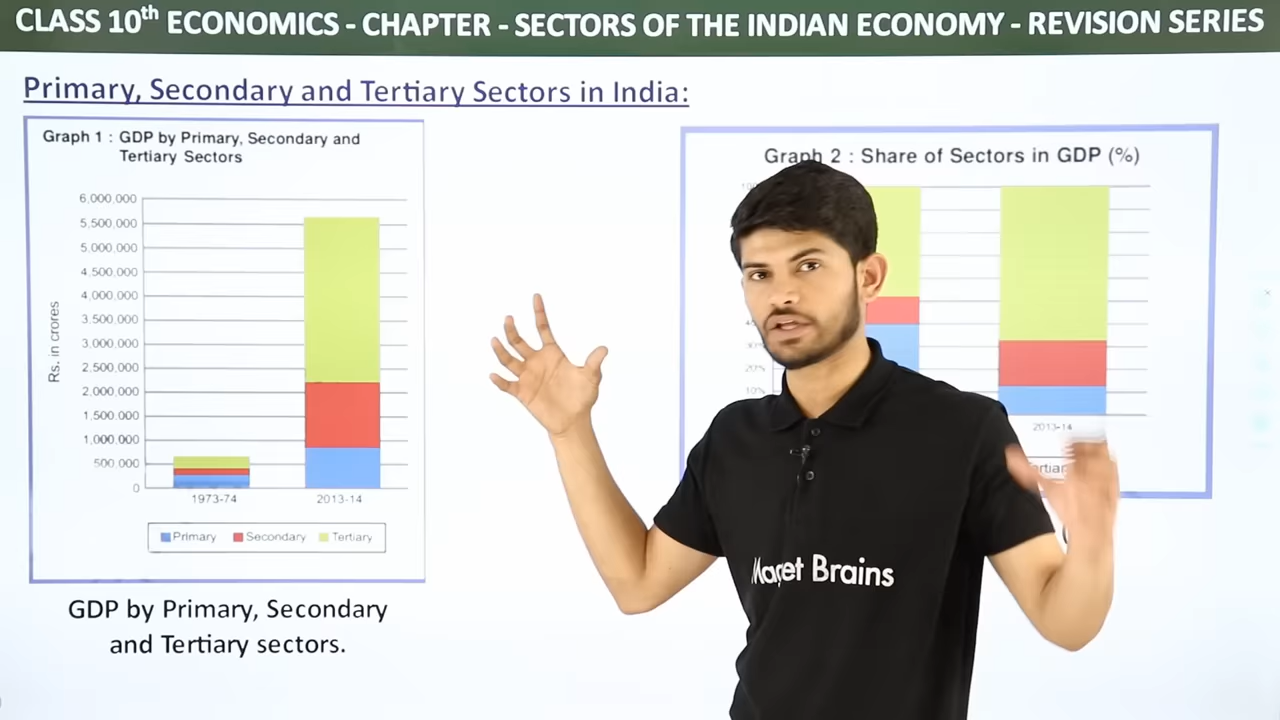 CLASS 10th ECONOMICS - CHAPTER - SECTORS OF THE INDIAN ECONOMY - REVISION SERIES
Primary, Secondary and Tertiary Sectors in India:
Graph 1 : GDP by Primary, Secondary and
Tertiary Sectors
Rs. in crores
6,000,000
5,500,000
5,000,000
4,500,000
4,000,000
3,500,000
3,000,000
2,500,000
2,000,000
1,500,000
1,000,000
500,000
0
1973-74 2013-14
Primary Secondary Tertiary
GDP by Primary, Secondary
and Tertiary sectors.
Graph 2 : Share of Sectors in GDP (%)
30%
20%
10%
2013-14
Brains